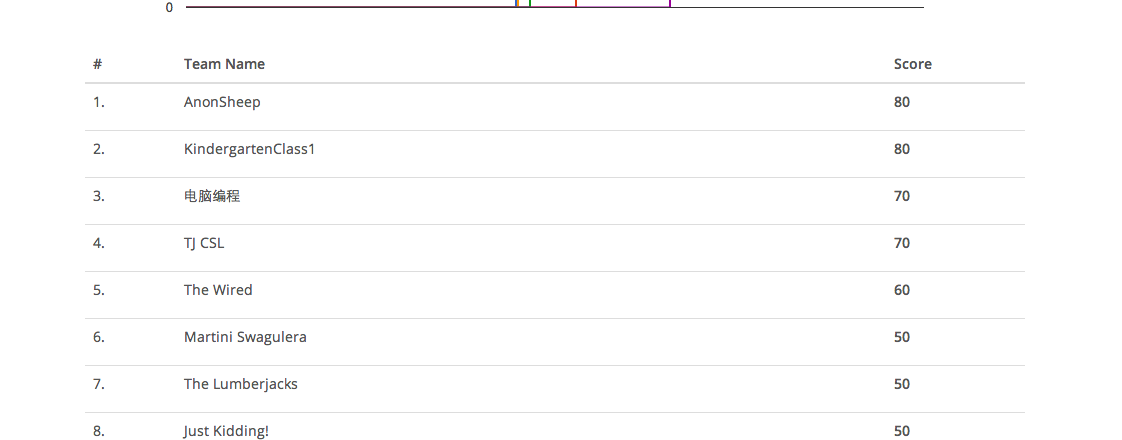 0
# Team Name Score
1. AnonSheep 80
2. KindergartenClass1 80
3. 电脑编程 70
4. TJ CSL 70
5. The Wired 60
6. Martini Swagulera 50
7. The Lumberjacks 50
8. Just Kidding! 50